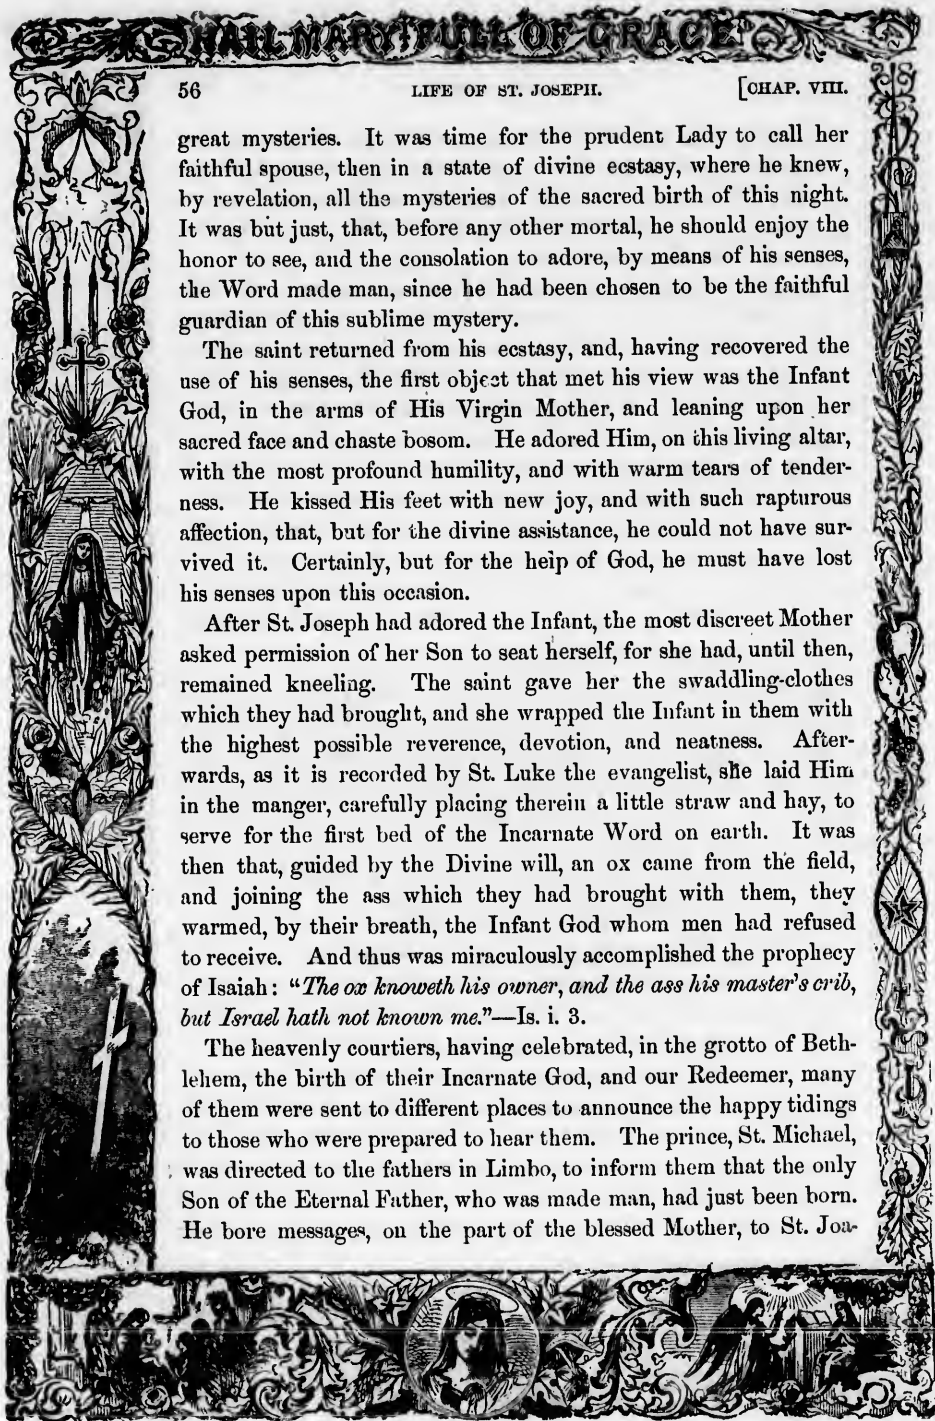 HAIL MARY FULL OF GRACE
56 LIFE OF ST. JOSEPH. [CHAP. VIII.
great mysteries. It was time for the prudent Lady to call her
faithful spouse, then in a state of divine ecstasy, where he knew,
by revelation, all the mysteries of the sacred birth of this night.
It was but just, that, before any other mortal, he should enjoy the
honor to see, and the consolation to adore, by means of his senses,
the Word made man, since he had been chosen to be the faithful
guardian of this sublime mystery.
The saint returned from his ecstasy, and, having recovered the
use of his senses, the first object that met his view was the Infant
God, in the arms of His Virgin Mother, and leaning upon her
sacred face and chaste bosom. He adored Him, on this living altar,
with the most profound humility, and with warm tears of tender-
ness. He kissed His feet with new joy, and with such rapturous
affection, that, but for the divine assistance, he could not have sur-
vived it. Certainly, but for the help of God, he must have lost
his senses upon this occasion.
After St. Joseph had adored the Infant, the most discreet Mother
asked permission of her Son to seat herself, for she had, until then,
remained kneeling. The saint gave her the swaddling-clothes
which they had brought, and she wrapped the Infant in them with
the highest possible reverence, devotion, and neatness. After-
wards, as it is recorded by St. Luke the evangelist, she laid Him
in the manger, carefully placing therein a little straw and hay, to
serve for the first bed of the Incarnate Word on earth. It was
then that, guided by the Divine will, an ox came from the field,
and joining the ass which they had brought with them, they
warmed, by their breath, the Infant God whom men had refused
to receive. And thus was miraculously accomplished the prophecy
of Isaiah: "The ox knoweth his owner, and the ass his master's crib,
but Israel hath not known me."—Is. i. 3.
The heavenly courtiers, having celebrated, in the grotto of Beth-
lehem, the birth of their Incarnate God, and our Redeemer, many
of them were sent to different places to announce the happy tidings
to those who were prepared to hear them. The prince, St. Michael,
was directed to the fathers in Limbo, to inform them that the only
Son of the Eternal Father, who was made man, had just been born.
He bore messages, on the part of the blessed Mother, to St. Joa-